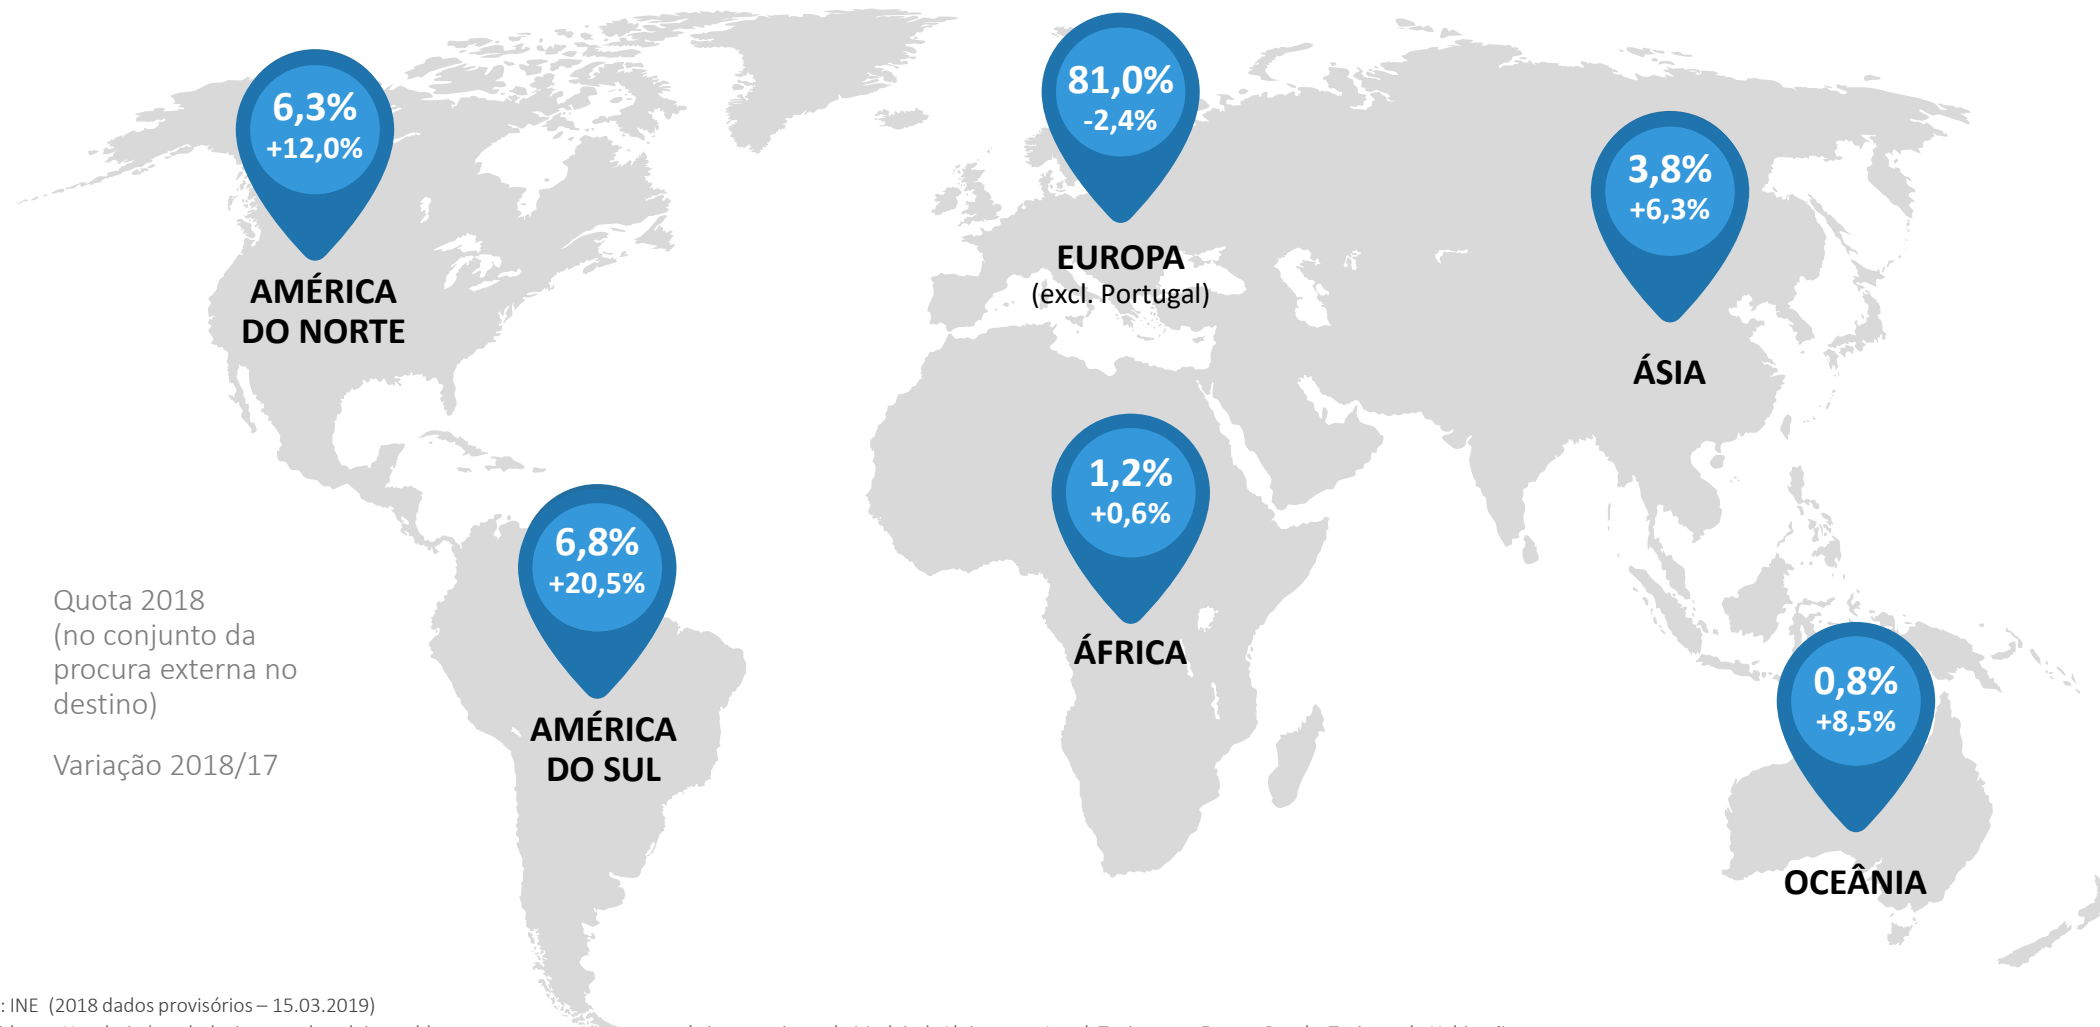 6,3%
+12,0%
AMÉRICA
DO NORTE
81,0%
-2,4%
EUROPA
(excl. Portugal)
3,8%
+6,3%
ÁSIA
6,8%
+20,5%
AMÉRICA
DO SUL
1,2%
+0,6%
ÁFRICA
0,8%
+8,5%
OCEÂNIA
Quota 2018
(no conjunto da
procura externa no
destino)
Variação 2018/17
: INE (2018 dados provisórios – 15.03.2019)